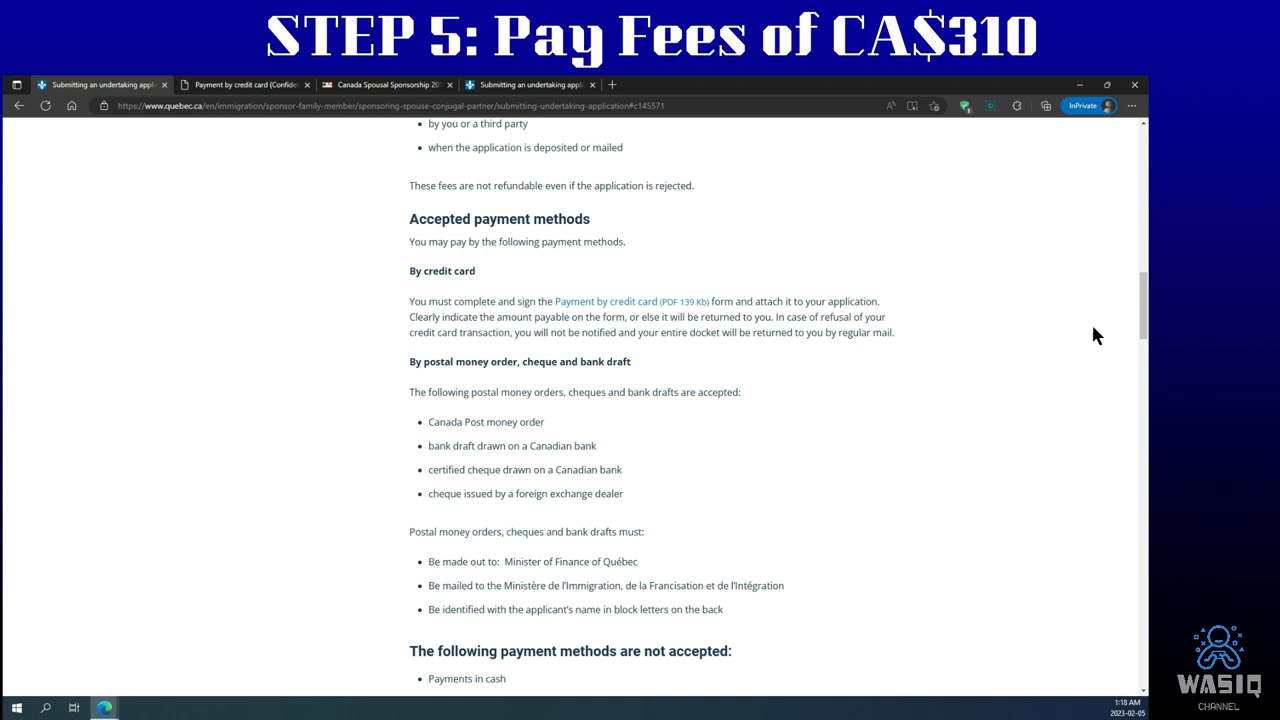 STEP 5: Pay Fees of CA$310
Submitting an undertaking appli
Payment by credit card (Confide
Canada Spousal Sponsorship 20
Submitting an undertaking appli
https://www.quebec.ca/en/immigration/sponsor-family-member/sponsoring-spouse-conjugal-partner/submitting-undertaking-application#c145571
InPrivate
by you or a third party
when the application is deposited or mailed
These fees are not refundable even if the application is rejected.
Accepted payment methods
You may pay by the following payment methods.
By credit card
You must complete and sign the Payment by credit card (PDF 139 Kb) form and attach it to your application.
Clearly indicate the amount payable on the form, or else it will be returned to you. In case of refusal of your
credit card transaction, you will not be notified and your entire docket will be returned to you by regular mail.
By postal money order, cheque and bank draft
The following postal money orders, cheques and bank drafts are accepted:
Canada Post money order
bank draft drawn on a Canadian bank
certified cheque drawn on a Canadian bank
cheque issued by a foreign exchange dealer
Postal money orders, cheques and bank drafts must:
Be made out to: Minister of Finance of Québec
Be mailed to the Ministère de l'Immigration, de la Francisation et de l'Intégration
Be identified with the applicant's name in block letters on the back
The following payment methods are not accepted:
Payments in cash
WASIQ
CHANNEL
1:18 AM
2023-02-05